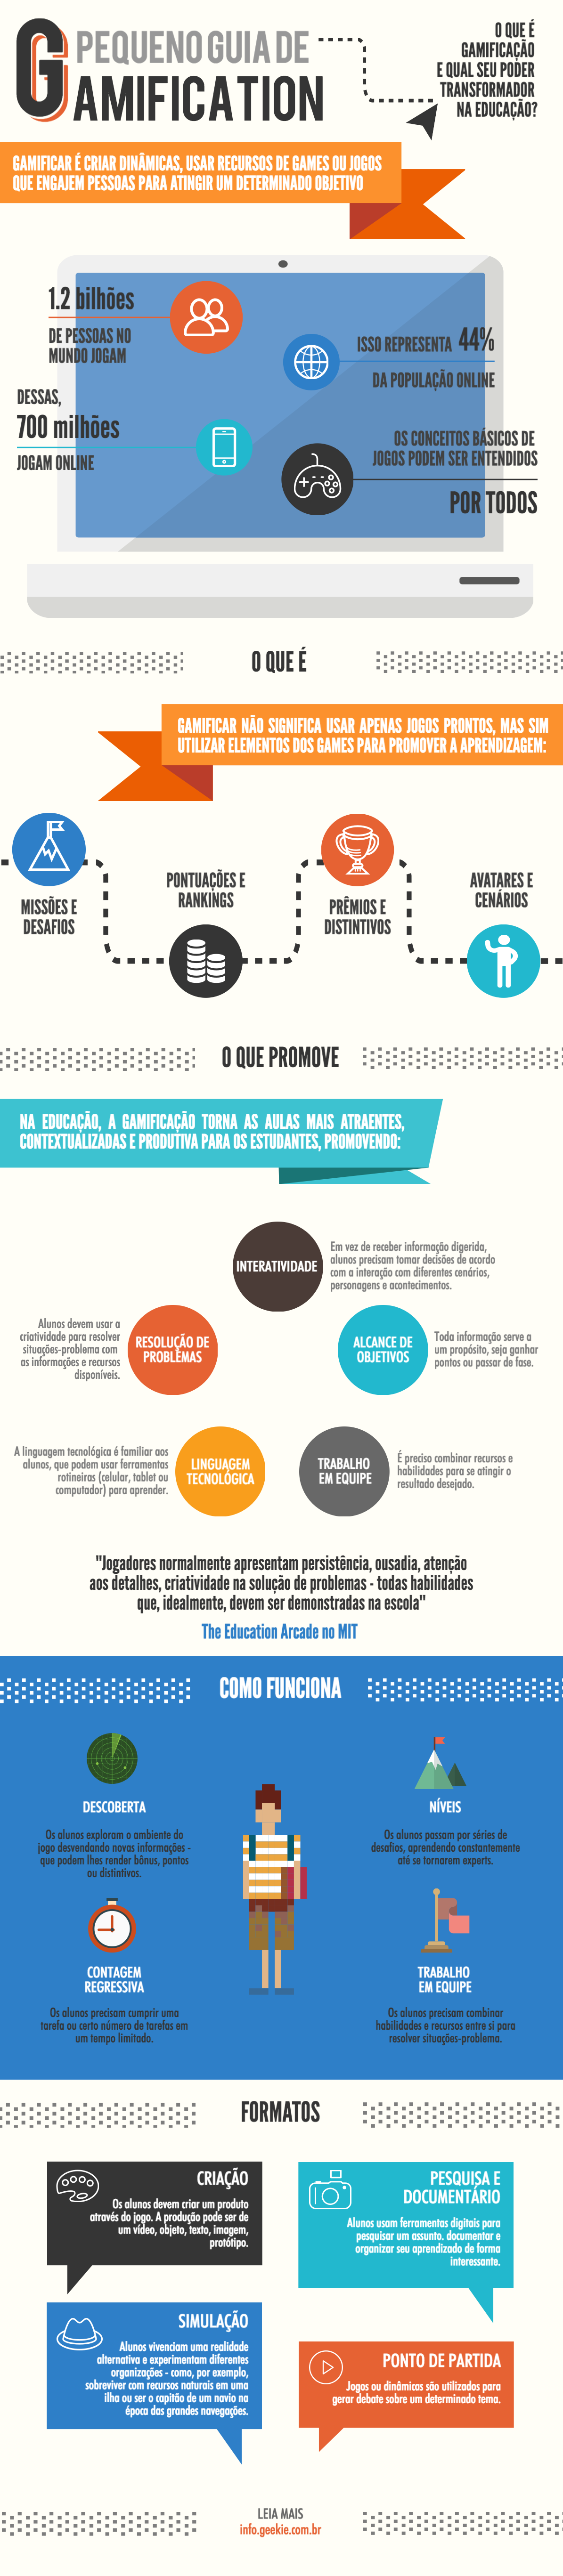 PEQUENO GUIA DE
GAMIFICATION
O QUE É
GAMIFICAÇÃO
E QUAL SEU PODER
TRANSFORMADOR
NA EDUCAÇÃO?
GAMIFICAR É CRIAR DINÂMICAS, USAR RECURSOS DE GAMES OU JOGOS
QUE ENGAJEM PESSOAS PARA ATINGIR UM DETERMINADO OBJETIVO
1.2 bilhões
DE PESSOAS NO
MUNDO JOGAM
ISSO REPRESENTA 44%
DA POPULAÇÃO ONLINE
DESSAS,
700 milhões
JOGAM ONLINE
OS CONCEITOS BÁSICOS DE
JOGOS PODEM SER ENTENDIDOS
POR TODOS
O QUE É
GAMIFICAR NÃO SIGNIFICA USAR APENAS JOGOS PRONTOS, MAS SIM
UTILIZAR ELEMENTOS DOS GAMES PARA PROMOVER A APRENDIZAGEM:
MISSÕES E
DESAFIOS
PONTUAÇÕES E
RANKINGS
PRÊMIOS E
DISTINTIVOS
AVATARES E
CENÁRIOS
O QUE PROMOVE
NA EDUCAÇÃO, A GAMIFICAÇÃO TORNA AS AULAS MAIS ATRAENTES,
CONTEXTUALIZADAS E PRODUTIVA PARA OS ESTUDANTES, PROMOVENDO:
INTERATIVIDADE
Em vez de receber informação digerida,
alunos precisam tomar decisões de acordo
com a interação com diferentes cenários,
personagens e acontecimentos.
Alunos devem usar a
criatividade para resolver
situações-problema com
as informações e recursos
disponíveis.
RESOLUÇÃO DE
PROBLEMAS
ALCANCE DE
OBJETIVOS
Toda informação serve a
um propósito, seja ganhar
pontos ou passar de fase.
A linguagem tecnológica é familiar aos
alunos, que podem usar ferramentas
rotineiras (celular, tablet ou
computador) para aprender.
LINGUAGEM
TECNOLÓGICA
TRABALHO
EM EQUIPE
É preciso combinar recursos e
habilidades para se atingir o
resultado desejado.
"Jogadores normalmente apresentam persistência, ousadia, atenção
aos detalhes, criatividade na solução de problemas - todas habilidades
que, idealmente, devem ser demonstradas na escola"
The Education Arcade no MIT
COMO FUNCIONA
DESCOBERTA
Os alunos exploram o ambiente do
jogo desvendando novas informações -
que podem lhes render bônus, pontos
ou distintivos.
NÍVEIS
Os alunos passam por séries de
desafios, aprendendo constantemente
até se tornarem experts.
CONTAGEM
REGRESSIVA
Os alunos precisam cumprir uma
tarefa ou certo número de tarefas em
um tempo limitado.
TRABALHO
EM EQUIPE
Os alunos precisam combinar
habilidades e recursos entre si para
resolver situações-problema.
FORMATOS
CRIAÇÃO
Os alunos devem criar um produto
através do jogo. A produção pode ser de
um vídeo, objeto, texto, imagem,
protótipo.
PESQUISA E
DOCUMENTÁRIO
Alunos usam ferramentas digitais para
pesquisar um assunto. documentar e
organizar seu aprendizado de forma
interessante.
SIMULAÇÃO
Alunos vivenciam uma realidade
alternativa e experimentam diferentes
organizações - como, por exemplo,
sobreviver com recursos naturais em uma
ilha ou ser o capitão de um navio na
época das grandes navegações.
PONTO DE PARTIDA
Jogos ou dinâmicas são utilizados para
gerar debate sobre um determinado tema.
LEIA MAIS
info.geekie.com.br